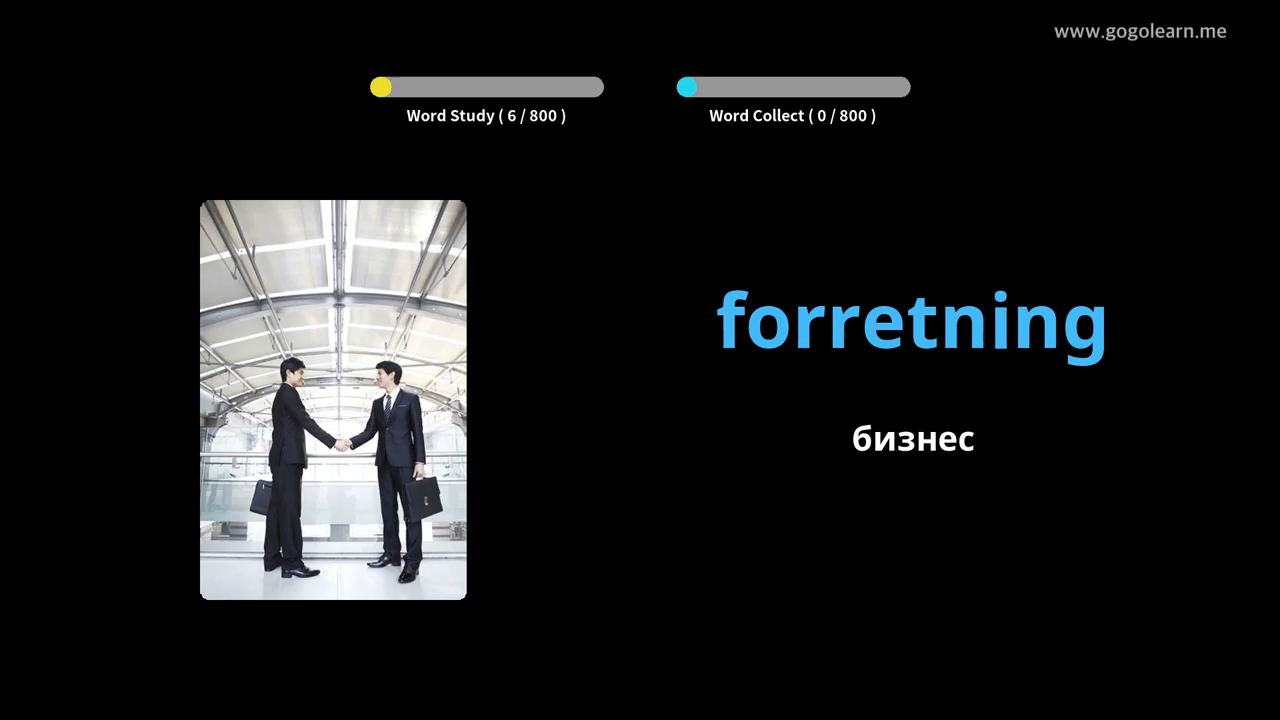 www.gogolearn.me
Word Study ( 6 / 800 )
Word Collect ( 0 / 800 )
forretning
бизнес